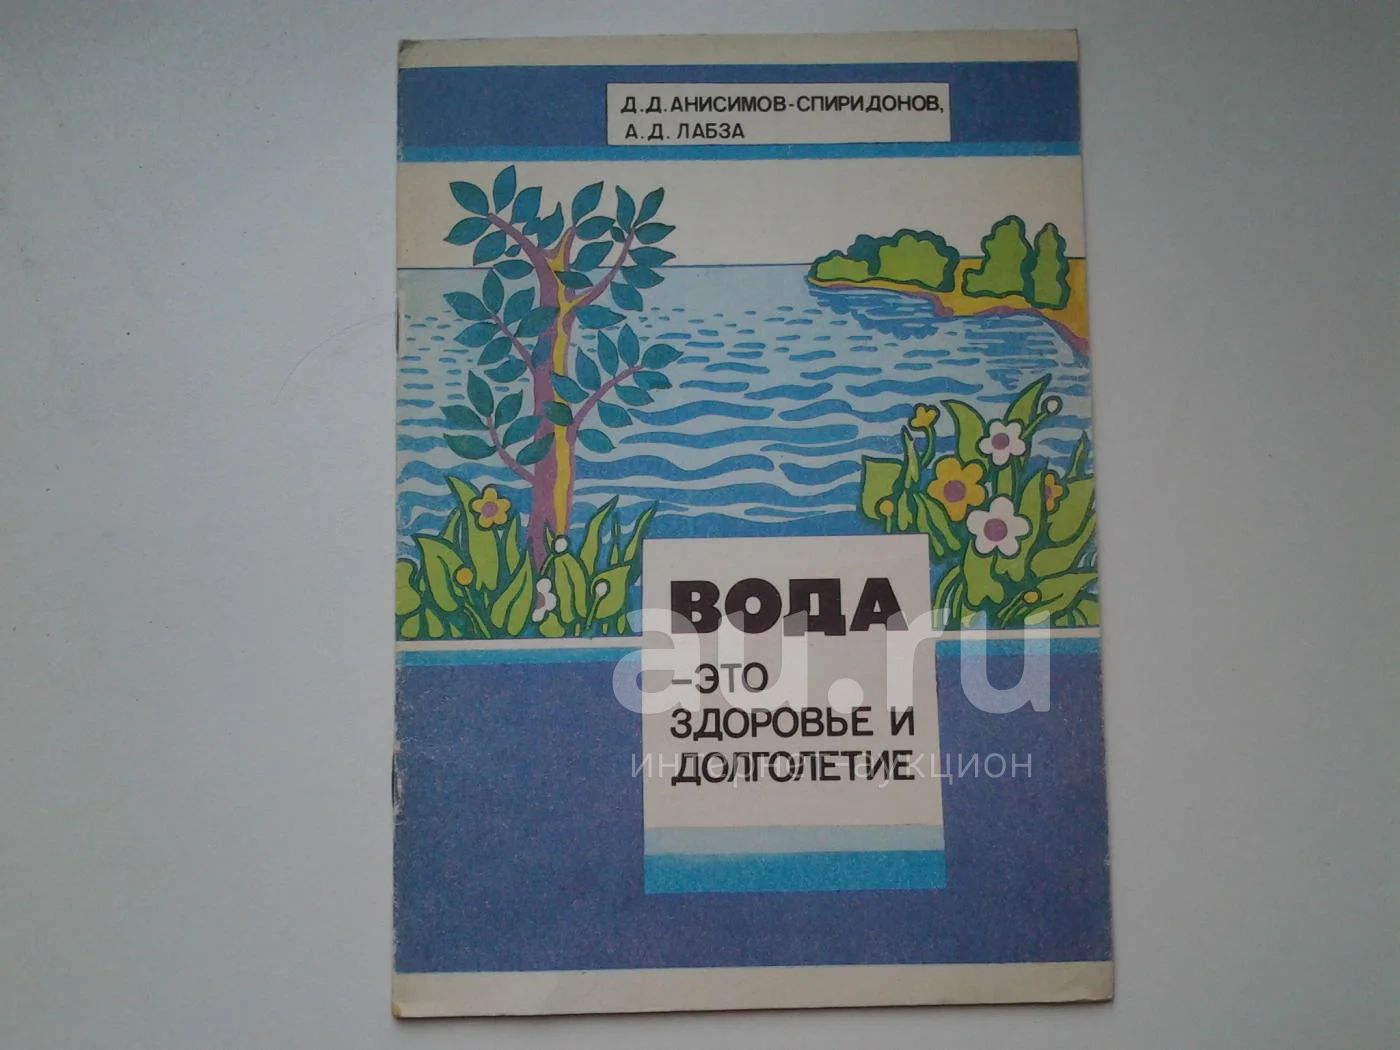 Д.Д.АНИСИМОВ-СПИРИДОНОВ,
А.Д.ЛАБЗА
ВОДА
au.ru
-ЭТО
ЗДОРОВЬЕ И
ДОЛГОЛЕТИЕ
интернет-аукцион